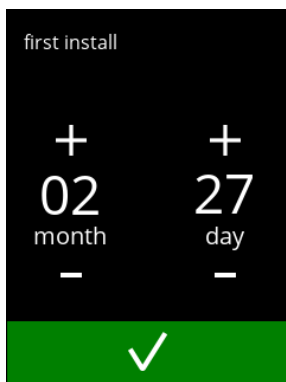 first install
+ +
02 27
month day
- -